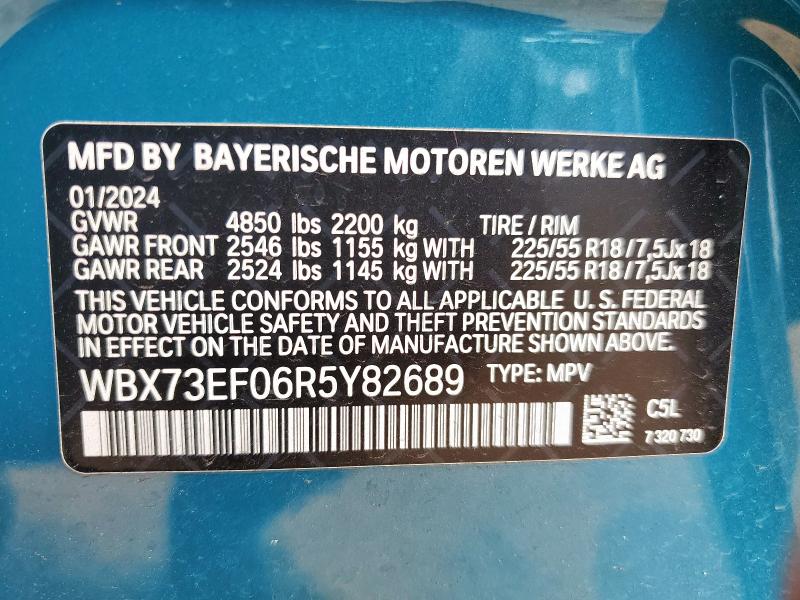 MFD BY BAYERISCHE MOTOREN WERKE AG
01/2024
GVWR 4850 lbs 2200 kg TIRE / RIM
GAWR FRONT 2546 lbs 1155 kg WITH 225/55 R18/7,5Jx18
GAWR REAR 2524 lbs 1145 kg WITH 225/55 R18/7,5Jx18
THIS VEHICLE CONFORMS TO ALL APPLICABLE U. S. FEDERAL
MOTOR VEHICLE SAFETY AND THEFT PREVENTION STANDARDS
IN EFFECT ON THE DATE OF MANUFACTURE SHOWN ABOVE.
WBX73EF06R5Y82689 TYPE: MPV
C5L
7 320 730